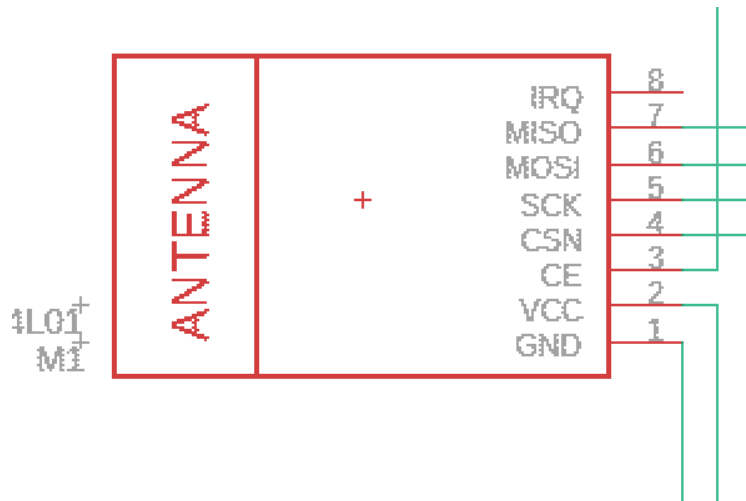 ANTENNA
IRQ 8
MISO 7
MOSI 6
SCK 5
CSN 4
CE 3
VCC 2
GND 1
4L01
M1